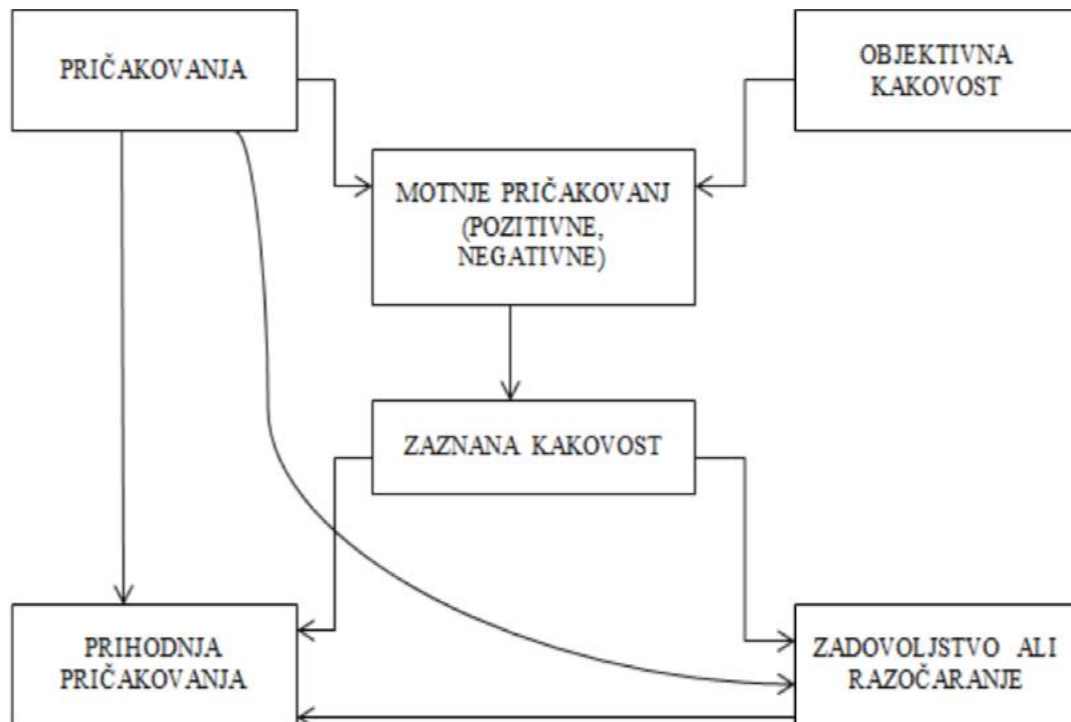 PRIČAKOVANJA
OBJEKTIVNA
KAKOVOST
MOTNJE PRIČAKOVANJ
(POZITIVNE,
NEGATIVNE)
ZAZNANA KAKOVOST
PRIHODNJA
PRIČAKOVANJA
ZADOVOLJSTVO ALI
RAZOČARANJE